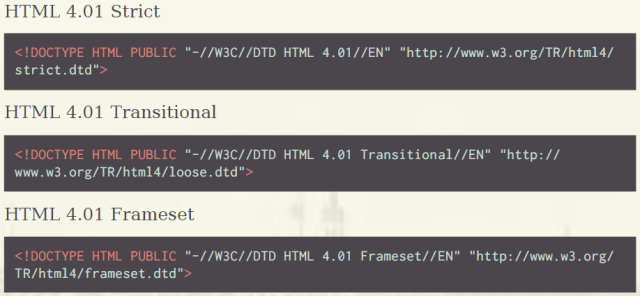 HTML 4.01 Strict
<!DOCTYPE HTML PUBLIC "-//W3C//DTD HTML 4.01//EN" "http://www.w3.org/TR/html4/
strict.dtd">
HTML 4.01 Transitional
<!DOCTYPE HTML PUBLIC "-//W3C//DTD HTML 4.01 Transitional//EN" "http://
www.w3.org/TR/html4/loose.dtd">
HTML 4.01 Frameset
<!DOCTYPE HTML PUBLIC "-//W3C//DTD HTML 4.01 Frameset//EN" "http://www.w3.org/
TR/html4/frameset.dtd">